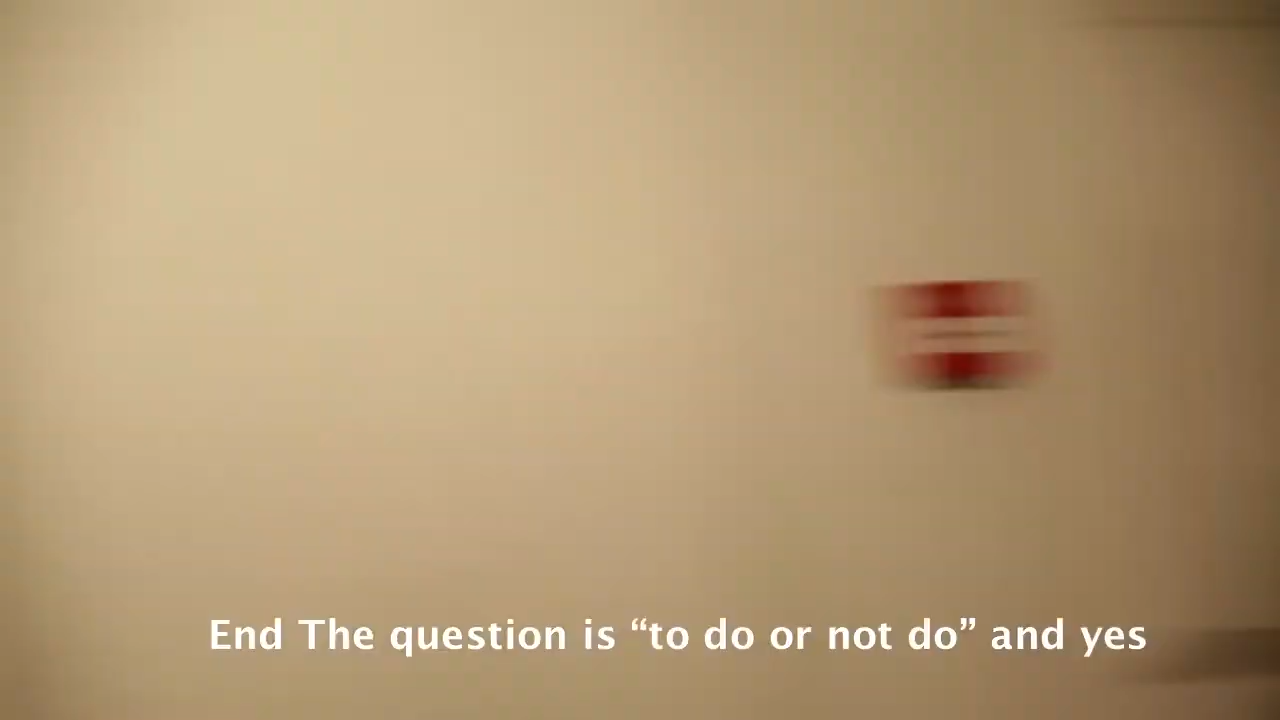 End The question is “to do or not do” and yes